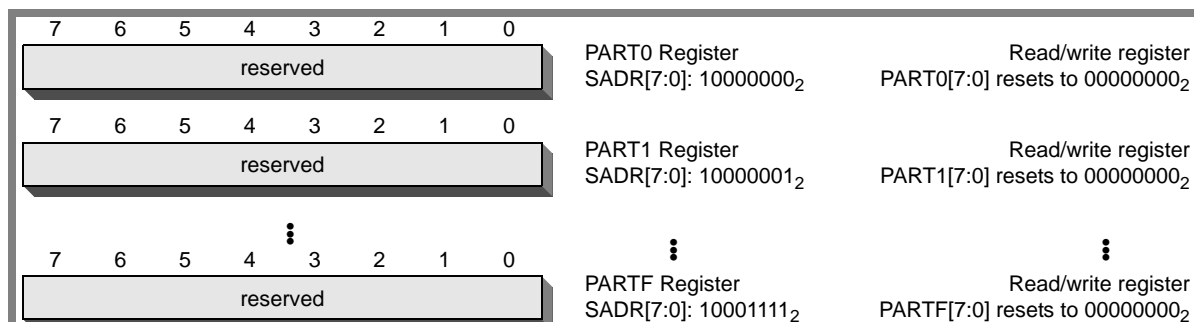 7 6 5 4 3 2 1 0
reserved
PART0 Register
SADR[7:0]: 10000000₂
Read/write register
PART0[7:0] resets to 00000000₂
7 6 5 4 3 2 1 0
reserved
PART1 Register
SADR[7:0]: 10000001₂
Read/write register
PART1[7:0] resets to 00000000₂
7 6 5 4 3 2 1 0
reserved
PARTF Register
SADR[7:0]: 10001111₂
Read/write register
PARTF[7:0] resets to 00000000₂